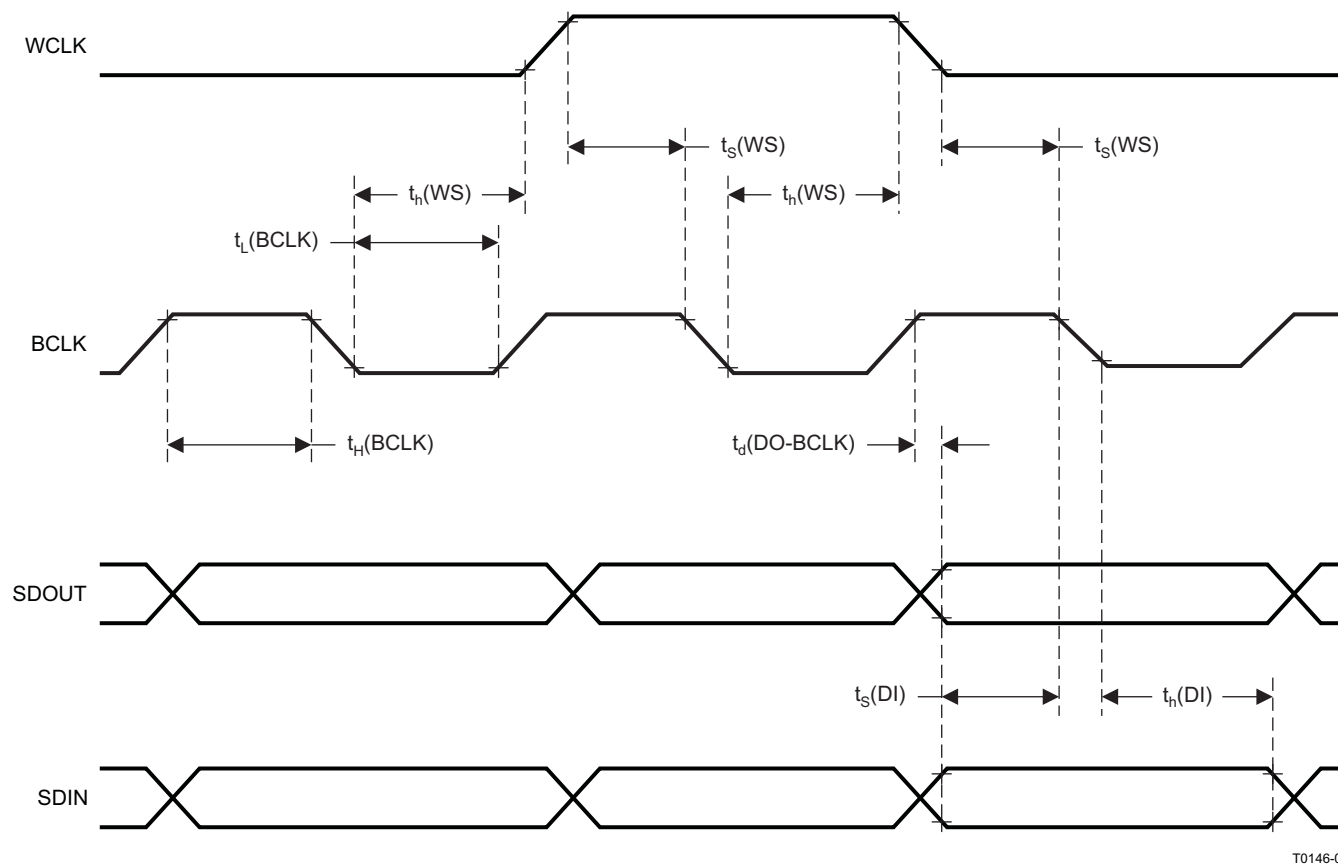 WCLK
tS(WS)
tS(WS)
th(WS)
th(WS)
tL(BCLK)
BCLK
tH(BCLK)
td(DO-BCLK)
SDOUT
tS(DI)
th(DI)
SDIN